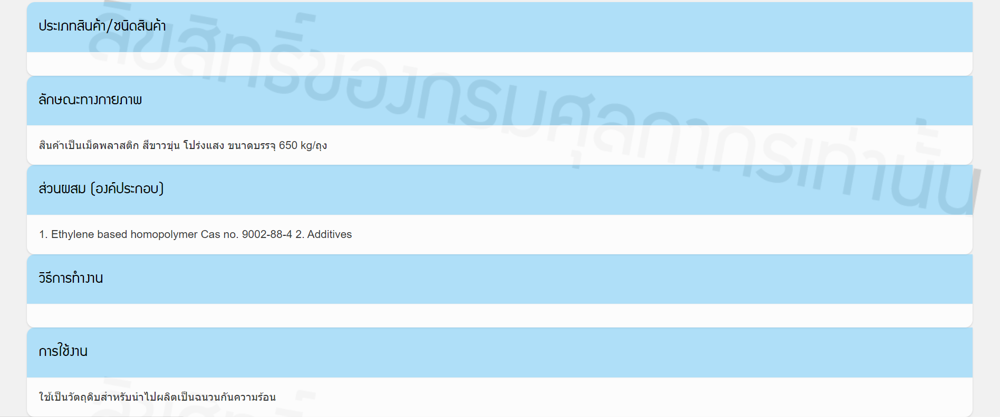 ประเภทสินค้า/ชนิดสินค้า
ลักษณะทางกายภาพ
สินค้าเป็นเม็ดพลาสติก สีขาวขุ่น โปร่งแสง ขนาดบรรจุ 650 kg/ถุง
ส่วนผสม (องค์ประกอบ)
1. Ethylene based homopolymer Cas no. 9002-88-4 2. Additives
วิธีการทำงาน
การใช้งาน
ใช้เป็นวัตถุดิบสำหรับนำไปผลิตเป็นฉนวนกันความร้อน
ลิขสิทธิ์ของกรมศุลกากรเท่านั้น
ลิขสิทธิ์